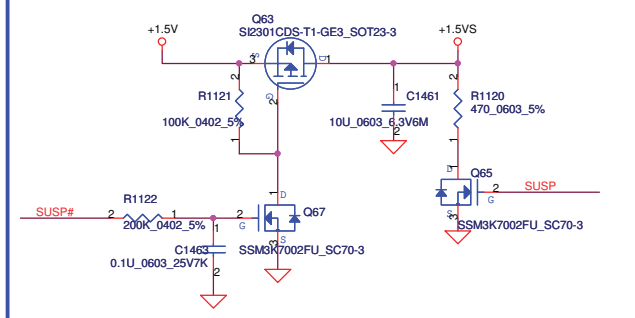 Q63
+1.5V
SI2301CDS-T1-GE3_SOT23-3
+1.5VS
3
S
D
1
G
2
2
R1121
100K_0402_5%
1
1
C1461
10U_0603_6.3V6M
2
2
R1120
470_0603_5%
1
1
D
Q65
2
G
SUSP
S
3
SSM3K7002FU_SC70-3
SUSP#
2
R1122
1
200K_0402_5%
1
C1463
0.1U_0603_25V7K
2
1
D
2
G
Q67
S
3
SSM3K7002FU_SC70-3